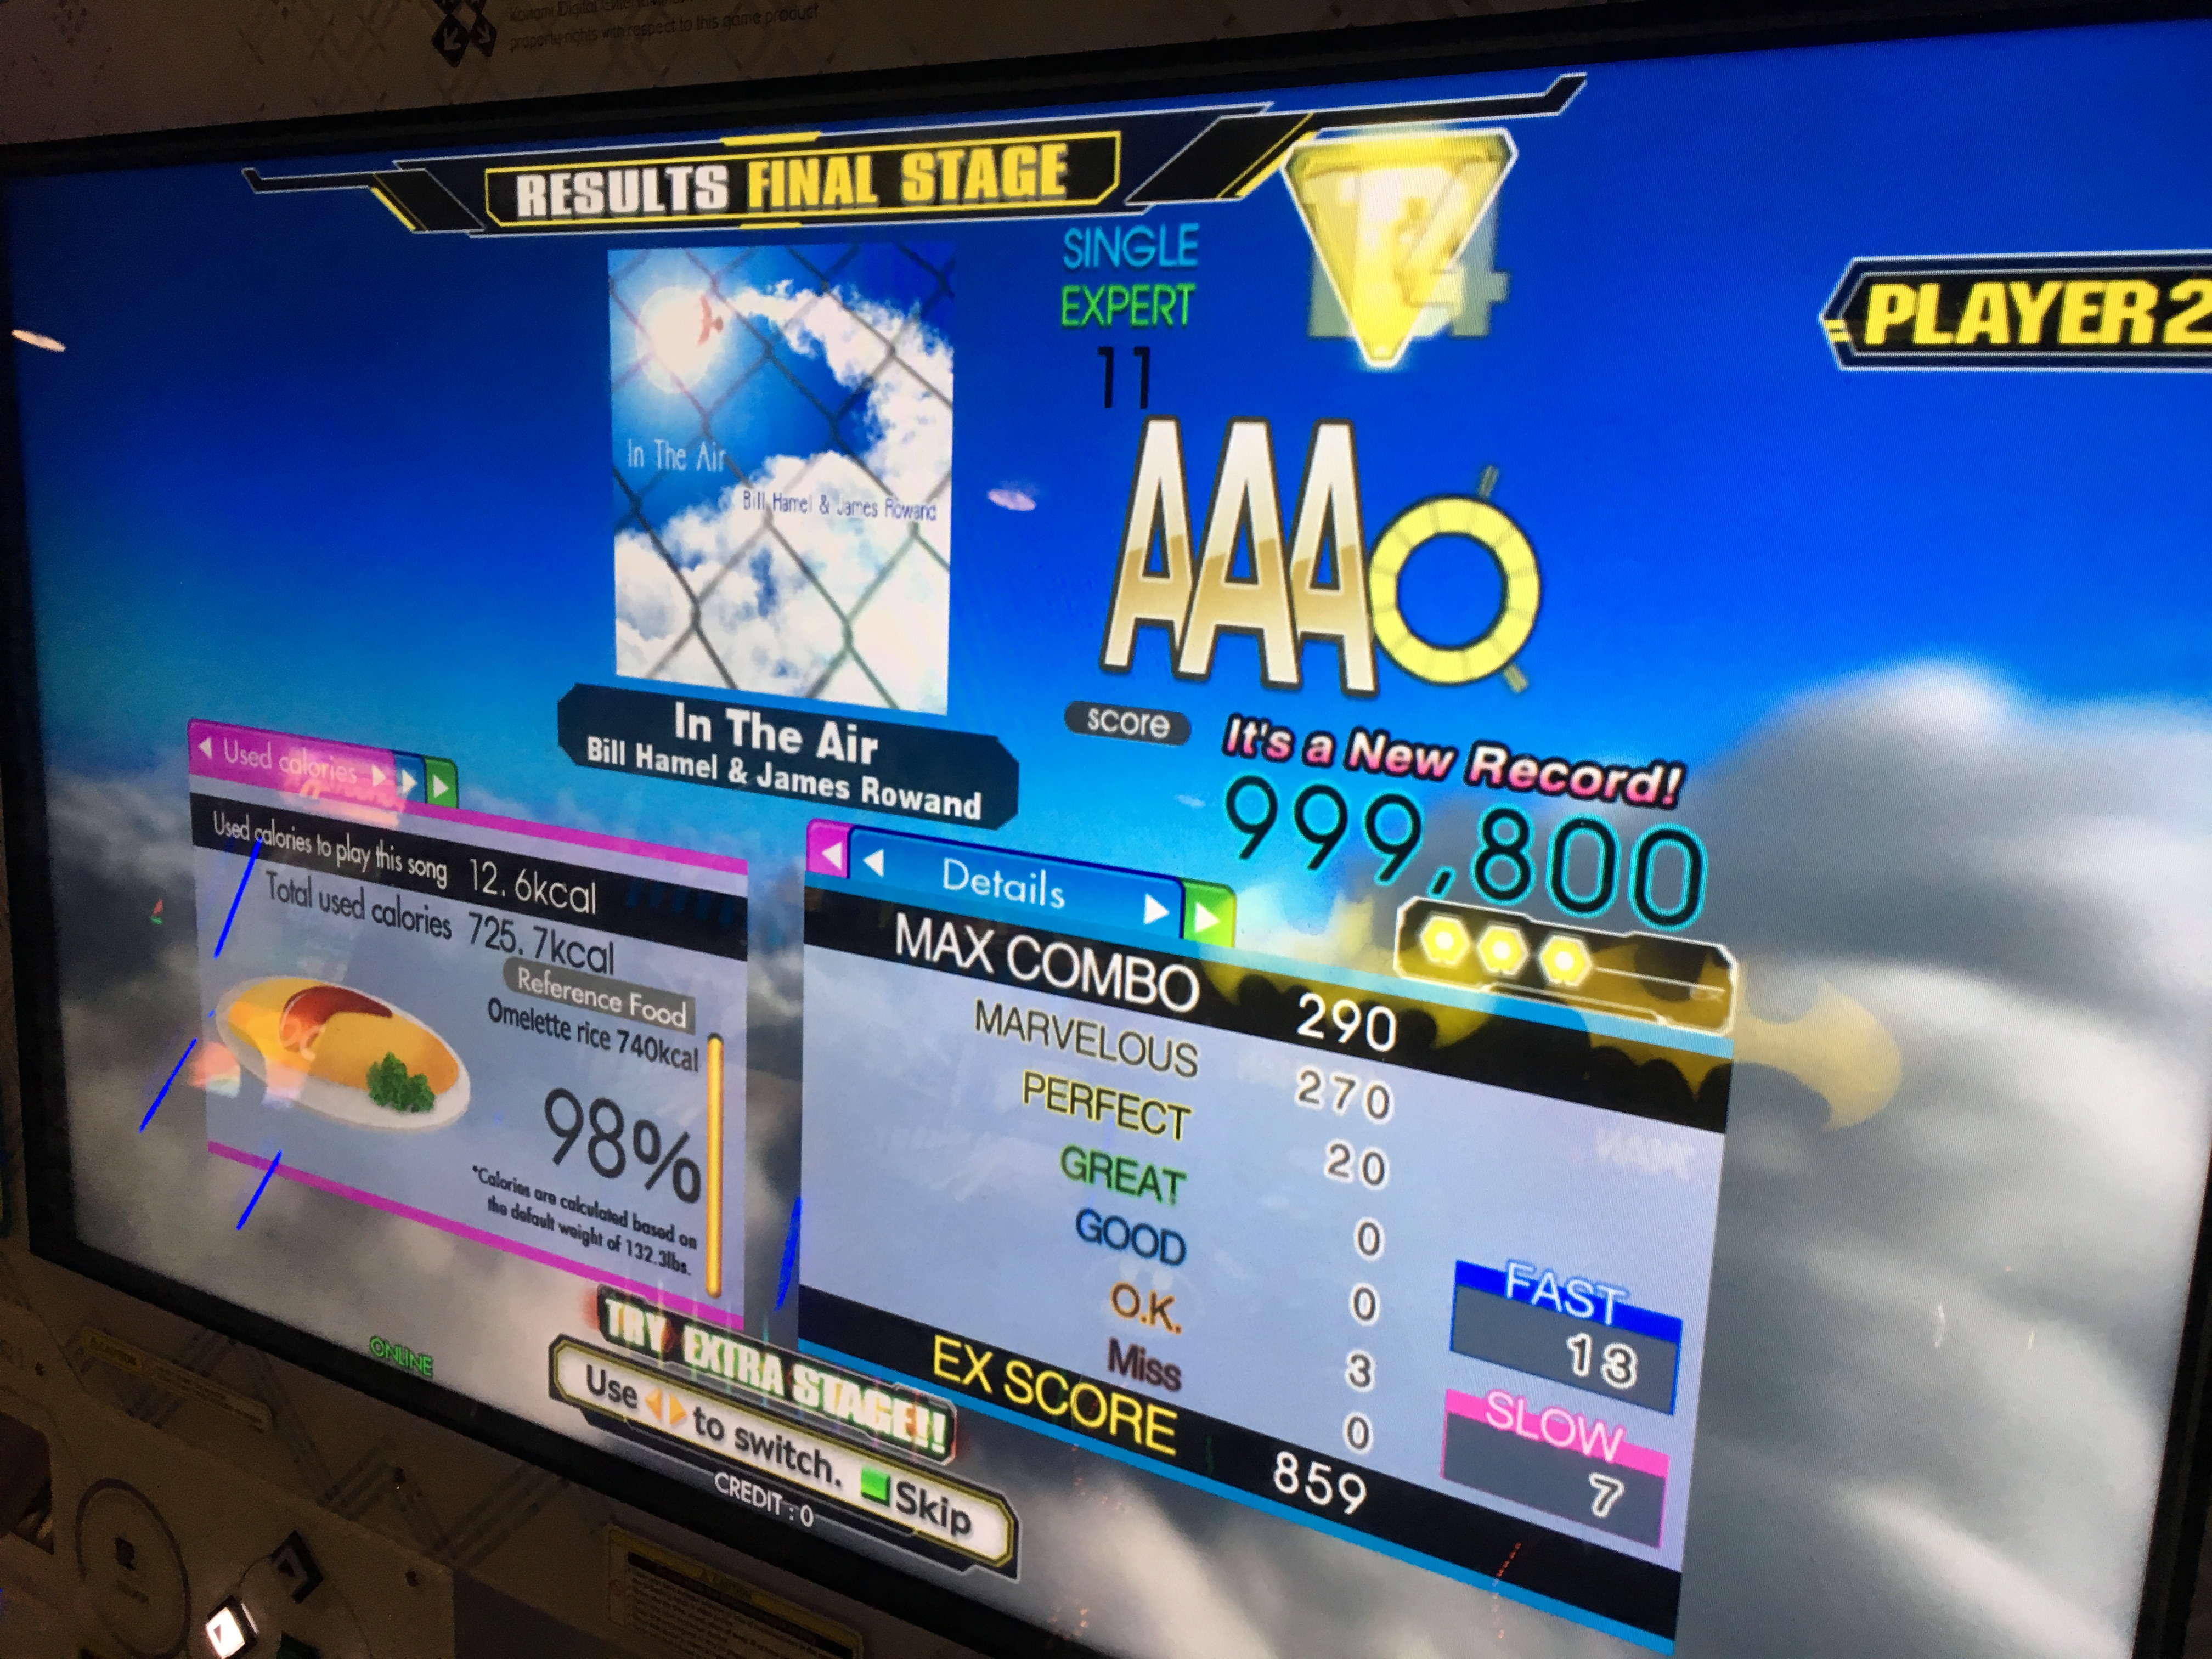 Konami Digital
property rights with respect to this game product
RESULTS FINAL STAGE
SINGLE
EXPERT
11
PLAYER2
In The Air
Bill Hamel & James Rowand
AAA
In The Air
Bill Hamel & James Rowand
score
It's a New Record!
999,800
Used calories
Used calories to play this song 12.6kcal
Total used calories 725.7kcal
Reference Food
Omelette rice 740kcal
98%
*Calories are calculated based on
the default weight of 132.3lbs.
Details
MAX COMBO 290
MARVELOUS 270
PERFECT 20
GREAT 0
GOOD 0
O.K. 3
Miss 0
EX SCORE 859
FAST
13
SLOW
7
ONLINE
TRY EXTRA STAGE!!
Use to switch. Skip
CREDIT : 0